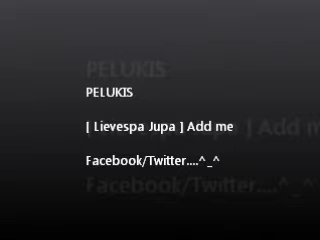 PELUKIS
[ Lievespa Jupa ] Add me
Facebook/Twitter....^_^